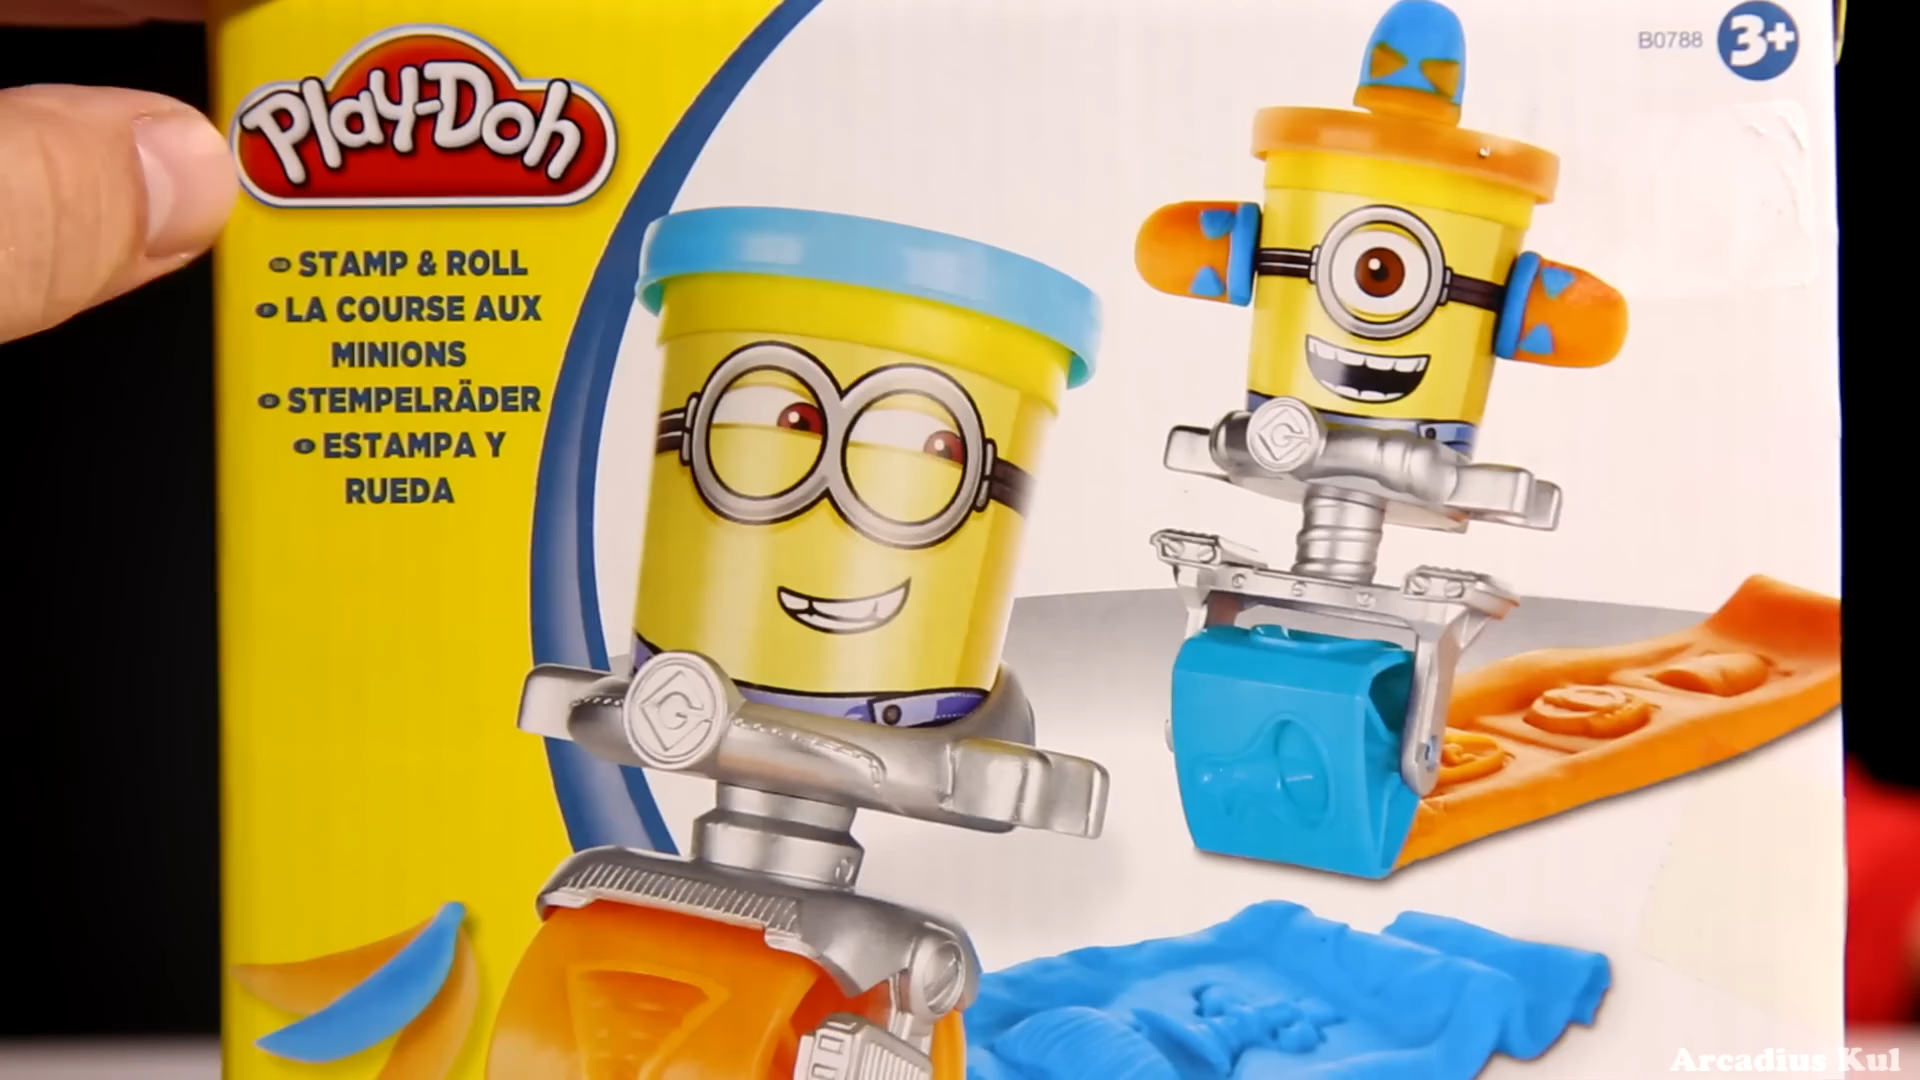 Play-Doh
STAMP & ROLL
LA COURSE AUX
MINIONS
STEMPELRÄDER
ESTAMPA Y
RUEDA
B0788
3+
G
G
Arcadius Kul